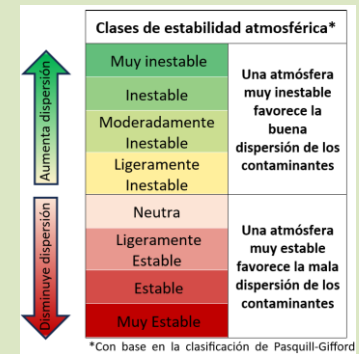 Clases de estabilidad atmosférica*
Aumenta dispersión
Muy inestable
Inestable
Moderadamente
Inestable
Ligeramente
Inestable
Una atmósfera
muy inestable
favorece la
buena
dispersión de los
contaminantes
Disminuye dispersión
Neutra
Ligeramente
Estable
Estable
Muy Estable
Una atmósfera
muy estable
favorece la mala
dispersión de los
contaminantes
*Con base en la clasificación de Pasquill-Gifford